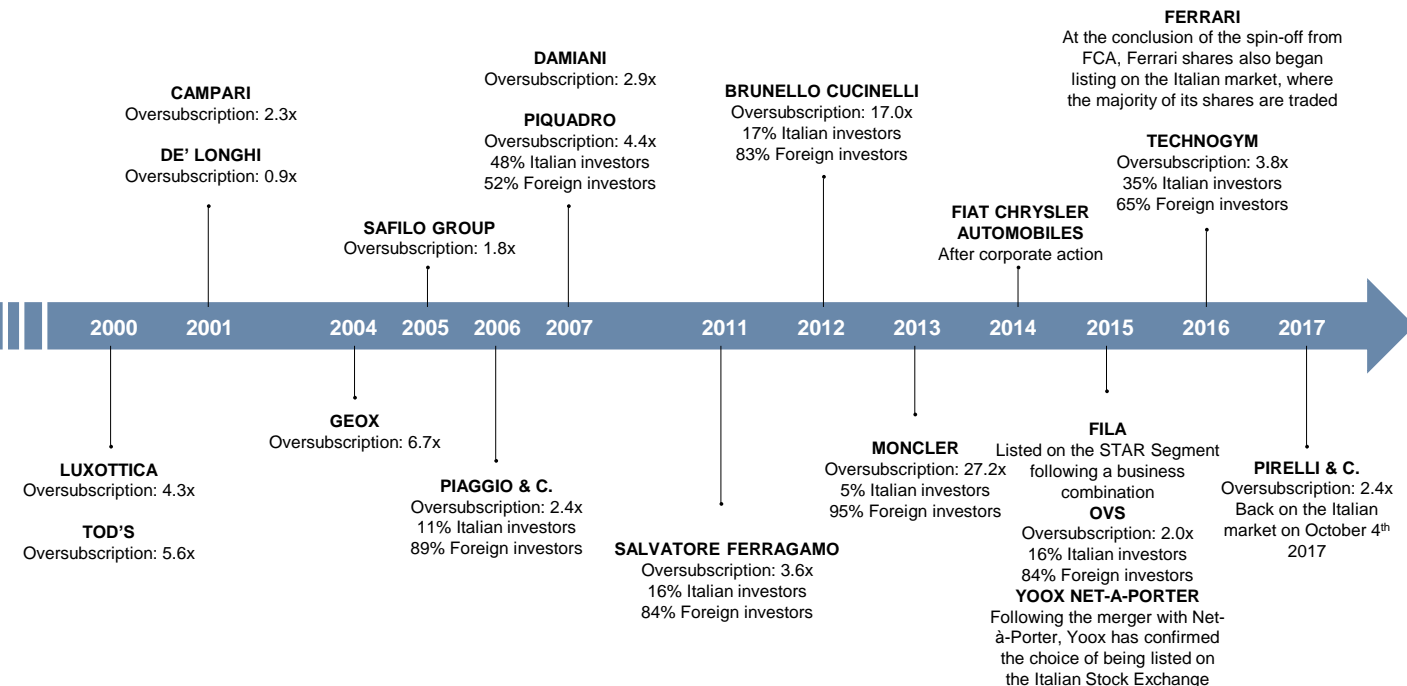 FERRARI
At the conclusion of the spin-off from
FCA, Ferrari shares also began
listing on the Italian market, where
the majority of its shares are traded
DAMIANI
Oversubscription: 2.9x
CAMPARI
Oversubscription: 2.3x
BRUNELLO CUCINELLI
Oversubscription: 17.0x
17% Italian investors
83% Foreign investors
PIQUADRO
Oversubscription: 4.4x
48% Italian investors
52% Foreign investors
TECHNOGYM
Oversubscription: 3.8x
35% Italian investors
65% Foreign investors
DE’ LONGHI
Oversubscription: 0.9x
SAFILO GROUP
Oversubscription: 1.8x
FIAT CHRYSLER
AUTOMOBILES
After corporate action
2000 2001 2004 2005 2006 2007 2011 2012 2013 2014 2015 2016 2017
LUXOTTICA
Oversubscription: 4.3x
TOD’S
Oversubscription: 5.6x
GEOX
Oversubscription: 6.7x
PIAGGIO & C.
Oversubscription: 2.4x
11% Italian investors
89% Foreign investors
SALVATORE FERRAGAMO
Oversubscription: 3.6x
16% Italian investors
84% Foreign investors
MONCLER
Oversubscription: 27.2x
5% Italian investors
95% Foreign investors
FILA
Listed on the STAR Segment
following a business
combination
OVS
Oversubscription: 2.0x
16% Italian investors
84% Foreign investors
YOOX NET-A-PORTER
Following the merger with Net-
à-Porter, Yoox has confirmed
the choice of being listed on
the Italian Stock Exchange
PIRELLI & C.
Oversubscription: 2.4x
Back on the Italian
market on October 4th
2017